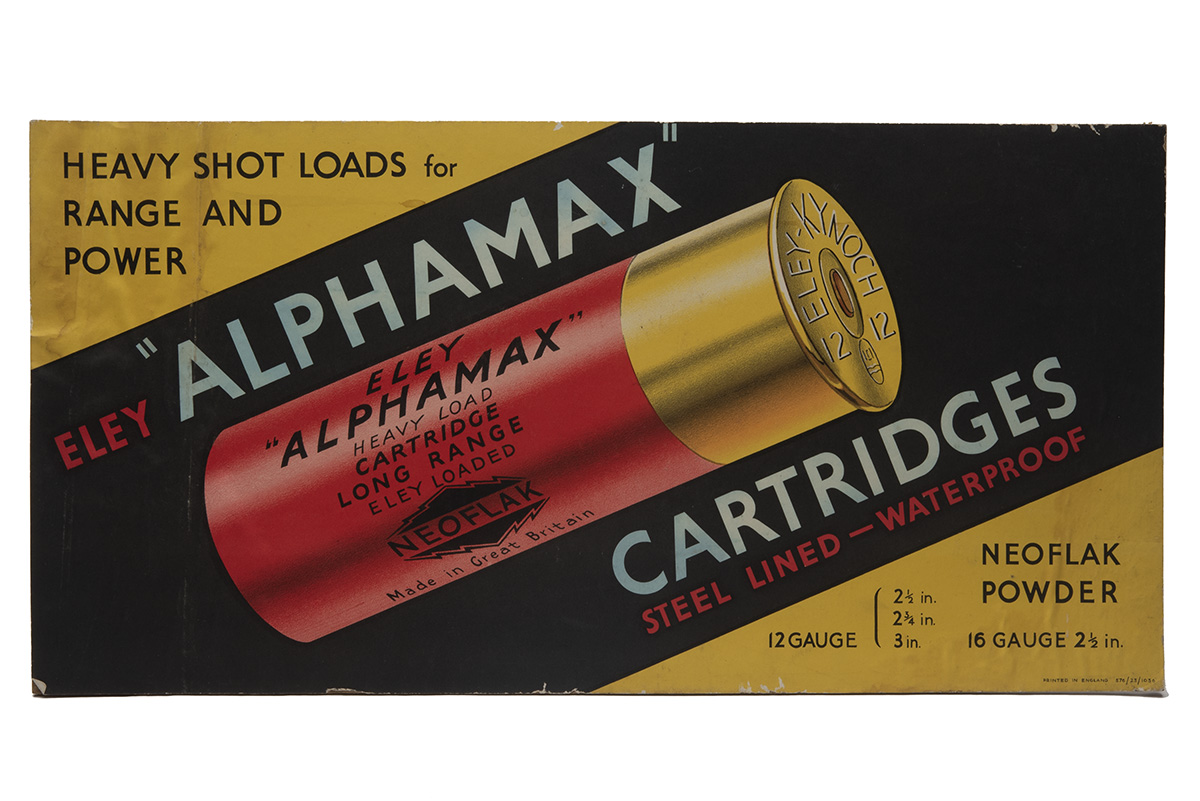 HEAVY SHOT LOADS for
RANGE AND
POWER
ELEY "ALPHAMAX"
ELEY
"ALPHAMAX"
HEAVY LOAD
CARTRIDGE
LONG RANGE
ELEY LOADED
NEOFLAK
Made in Great Britain
ELEY-KYNOCH
12 12
CARTRIDGES
STEEL LINED — WATERPROOF
NEOFLAK
POWDER
12 GAUGE
2½ in.
2¾ in.
3 in.
16 GAUGE 2½ in.
PRINTED IN ENGLAND